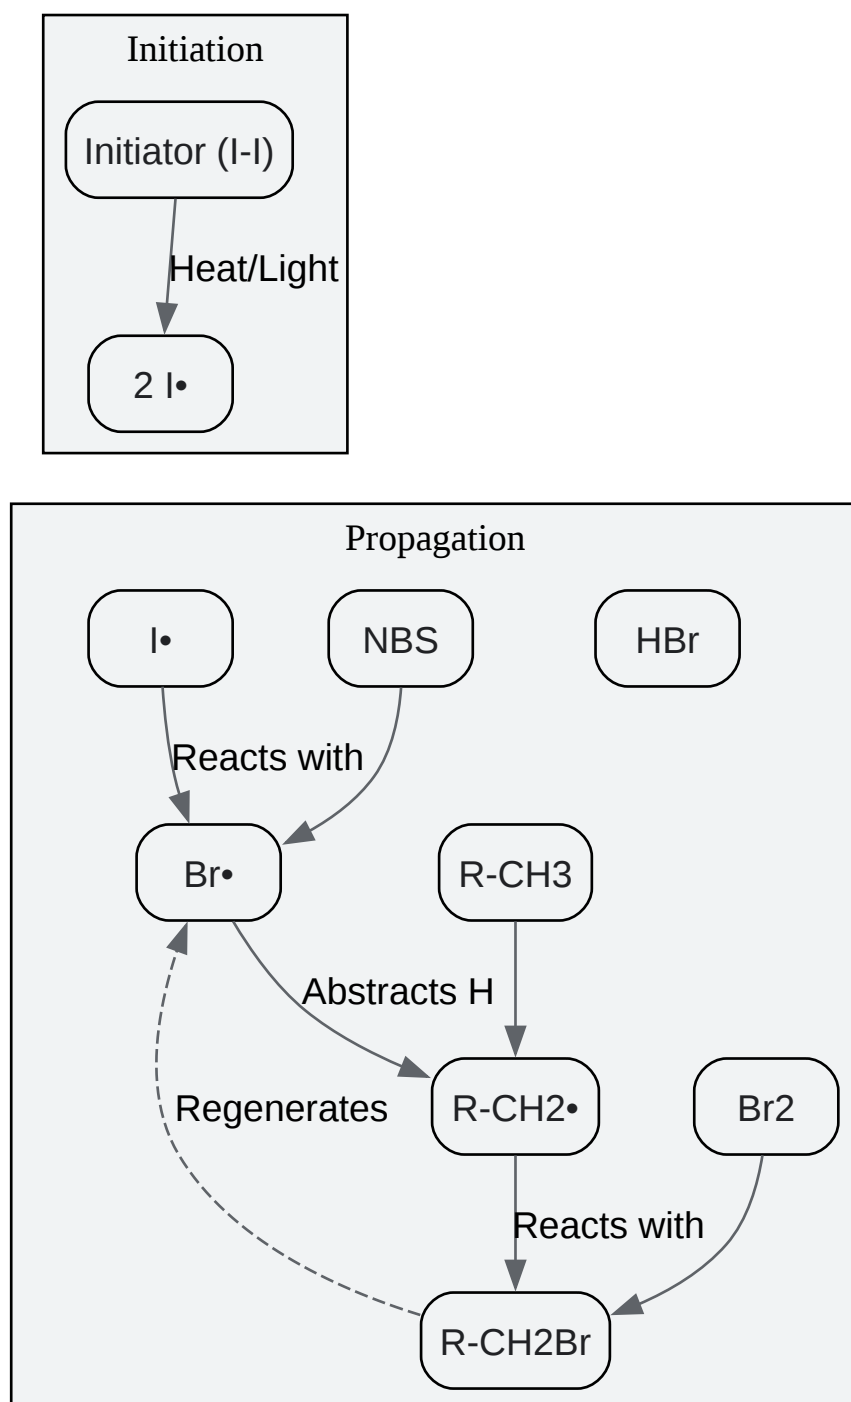 Initiation
Initiator (I-I)
Heat/Light
2 I•
Propagation
I•
NBS
HBr
Reacts with
Br•
R-CH3
Abstracts H
R-CH2•
Br2
Regenerates
Reacts with
R-CH2Br